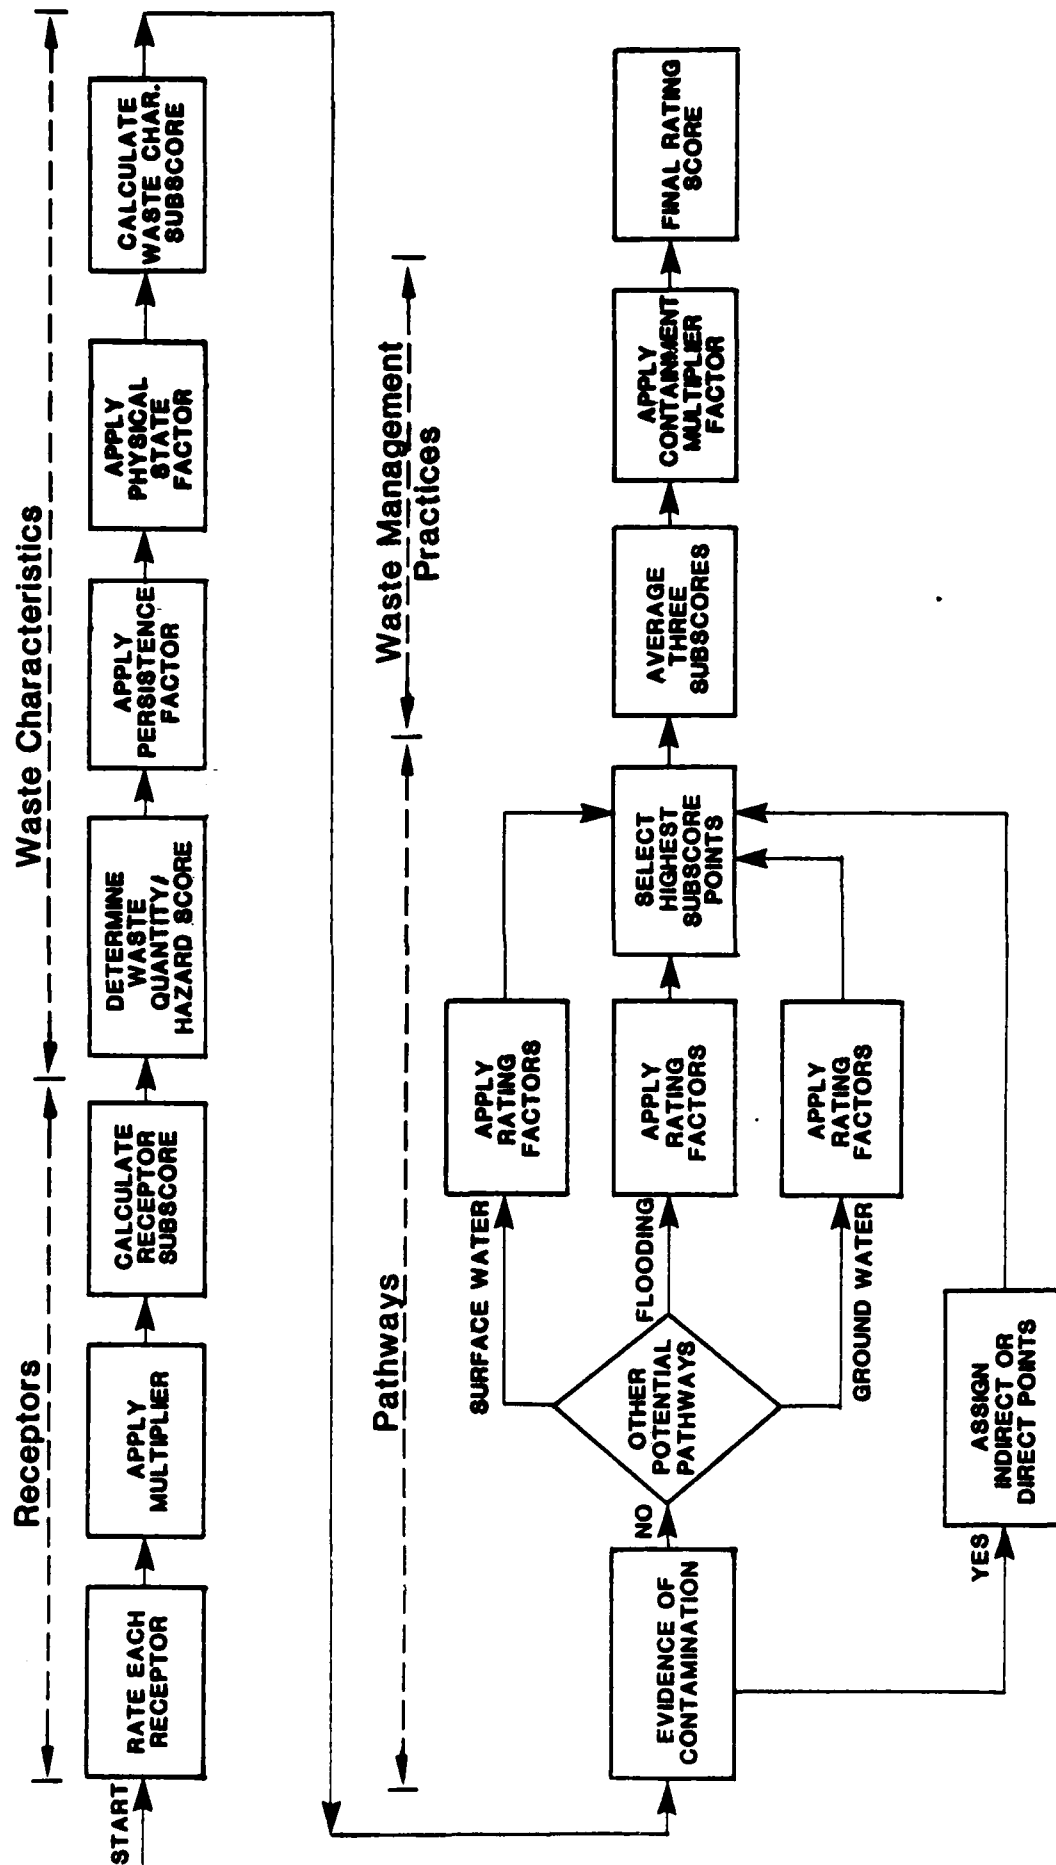 Receptors
Waste Characteristics
START
RATE EACH
RECEPTOR
APPLY
MULTIPLIER
CALCULATE
RECEPTOR
SUBSCORE
DETERMINE
WASTE
QUANTITY/
HAZARD SCORE
APPLY
PERSISTENCE
FACTOR
APPLY
PHYSICAL
STATE
FACTOR
CALCULATE
WASTE CHAR.
SUBSCORE
Pathways
Waste Management
Practices
EVIDENCE OF
CONTAMINATION
NO
YES
OTHER
POTENTIAL
PATHWAYS
SURFACE WATER
FLOODING
GROUND WATER
APPLY
RATING
FACTORS
APPLY
RATING
FACTORS
APPLY
RATING
FACTORS
ASSIGN
INDIRECT OR
DIRECT POINTS
SELECT
HIGHEST
SUBSCORE
POINTS
AVERAGE
THREE
SUBSCORES
APPLY
CONTAINMENT
MULTIPLIER
FACTOR
FINAL RATING
SCORE